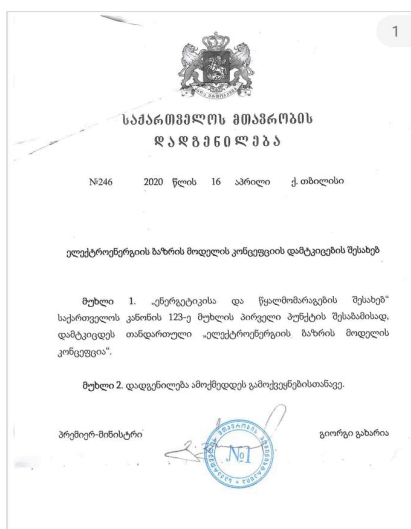 1
საქართველოს მთავრობის
დადგენილება
№246 2020 წლის 16 აპრილი ქ. თბილისი
ელექტროენერგიის ბაზრის მოდელის კონცეფციის დამტკიცების შესახებ
მუხლი 1. „ენერგეტიკისა და წყალმომარაგების შესახებ“
საქართველოს კანონის 123-ე მუხლის პირველი პუნქტის შესაბამისად,
დამტკიცდეს თანდართული „ელექტროენერგიის ბაზრის მოდელის
კონცეფცია“.
მუხლი 2. დადგენილება ამოქმედდეს გამოქვეყნებისთანავე.
პრემიერ-მინისტრი გიორგი გახარია
№1